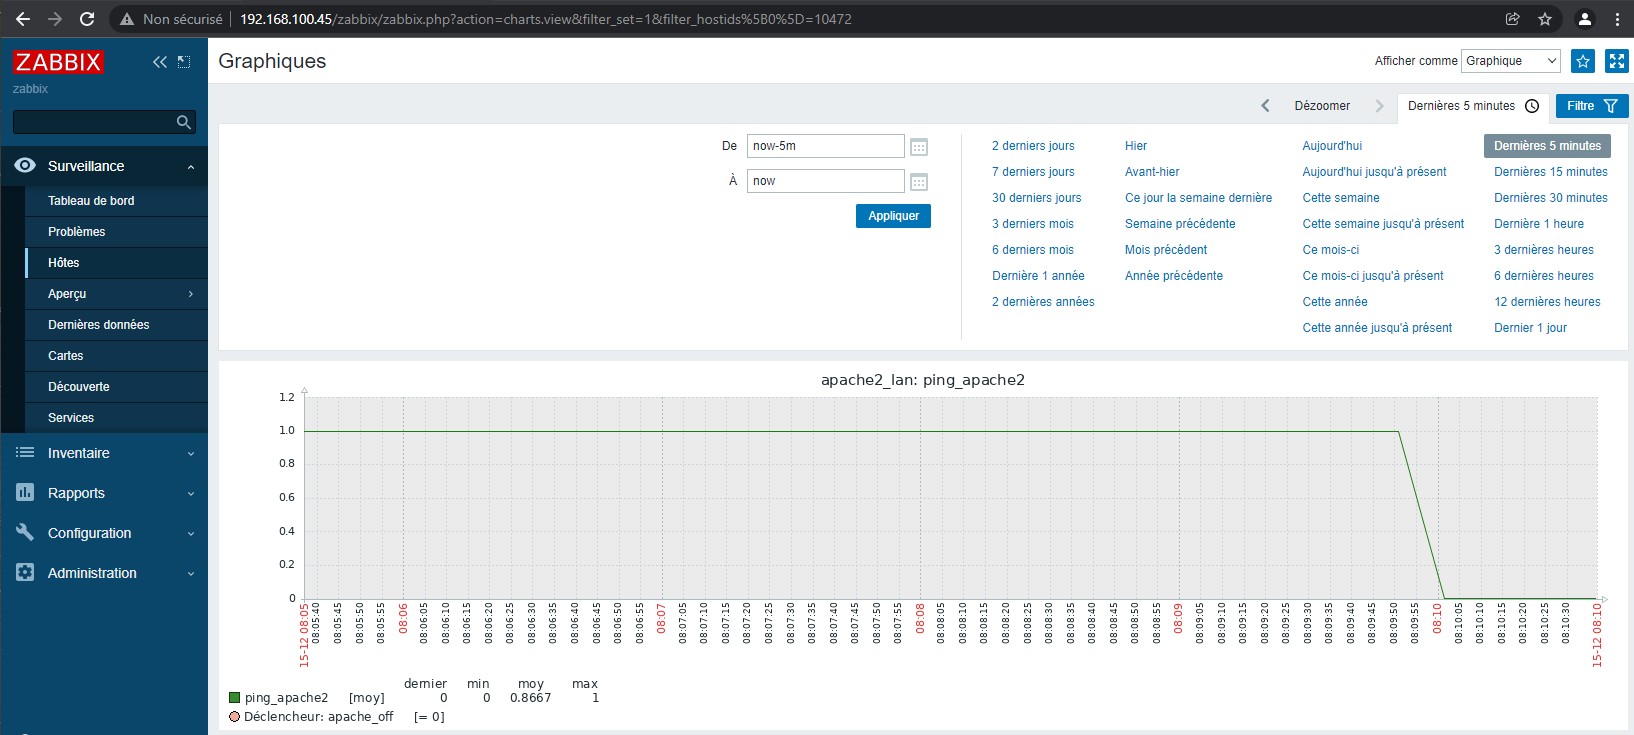 Non sécurisé 192.168.100.45/zabbix/zabbix.php?action=charts.view&filter_set=1&filter_hostids%5B0%5D=10472
ZABBIX
zabbix
Surveillance
Tableau de bord
Problèmes
Hôtes
Aperçu
Dernières données
Cartes
Découverte
Services
Inventaire
Rapports
Configuration
Administration
Graphiques
Afficher comme Graphique
Dézoomer
Dernières 5 minutes
Filtre
De now-5m
À now
Appliquer
2 derniers jours
7 derniers jours
30 derniers jours
3 derniers mois
6 derniers mois
Dernière 1 année
2 dernières années
Hier
Avant-hier
Ce jour la semaine dernière
Semaine précédente
Mois précédent
Année précédente
Aujourd'hui
Aujourd'hui jusqu'à présent
Cette semaine
Cette semaine jusqu'à présent
Ce mois-ci
Ce mois-ci jusqu'à présent
Cette année
Cette année jusqu'à présent
Dernières 5 minutes
Dernières 15 minutes
Dernières 30 minutes
Dernière 1 heure
3 dernières heures
6 dernières heures
12 dernières heures
Dernier 1 jour
apache2_lan: ping_apache2
1.2
1.0
0.8
0.6
0.4
0.2
0
15-12 08:05
08:05:40
08:05:45
08:05:50
08:05:55
08:06
08:06:05
08:06:10
08:06:15
08:06:20
08:06:25
08:06:30
08:06:35
08:06:40
08:06:45
08:06:50
08:06:55
08:07
08:07:05
08:07:10
08:07:15
08:07:20
08:07:25
08:07:30
08:07:35
08:07:40
08:07:45
08:07:50
08:07:55
08:08
08:08:05
08:08:10
08:08:15
08:08:20
08:08:25
08:08:30
08:08:35
08:08:40
08:08:45
08:08:50
08:08:55
08:09
08:09:05
08:09:10
08:09:15
08:09:20
08:09:25
08:09:30
08:09:35
08:09:40
08:09:45
08:09:50
08:09:55
08:10
08:10:05
08:10:10
08:10:15
08:10:20
08:10:25
08:10:30
15-12 08:10
dernier min moy max
ping_apache2 [moy] 0 0 0.8667 1
Déclencheur: apache_off [= 0]